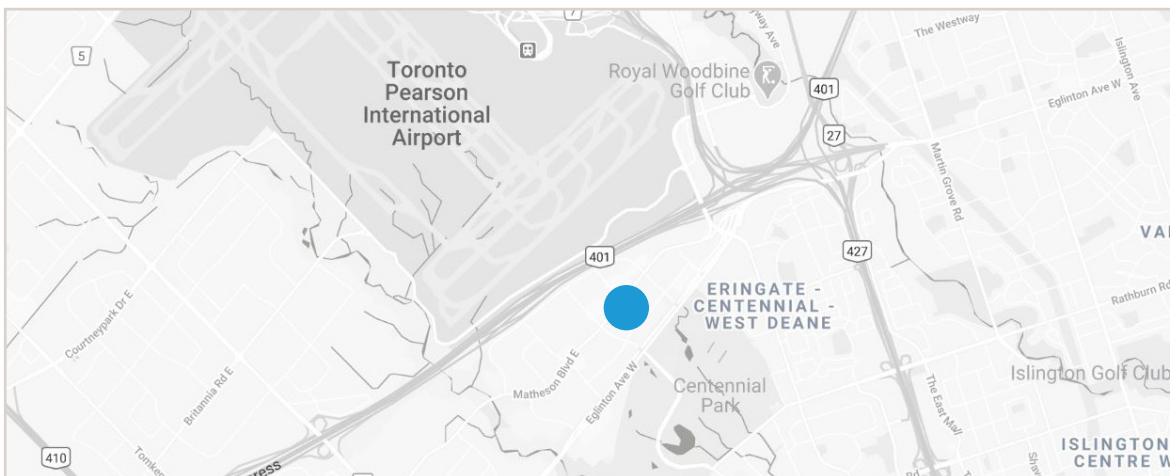 7
The Westway
5
Islington Ave
Toronto
Pearson
International
Airport
Royal Woodbine
Golf Club
401
Eglinton Ave W
27
Martin Grove Rd
401
427
ERINGATE -
CENTENNIAL -
WEST DEANE
Rathburn Rd
Courtneypark Dr E
Britannia Rd E
Matheson Blvd E
Eglinton Ave W
Centennial
Park
Islington Golf Club
The East Mall
410
ISLINGTON
CENTRE W